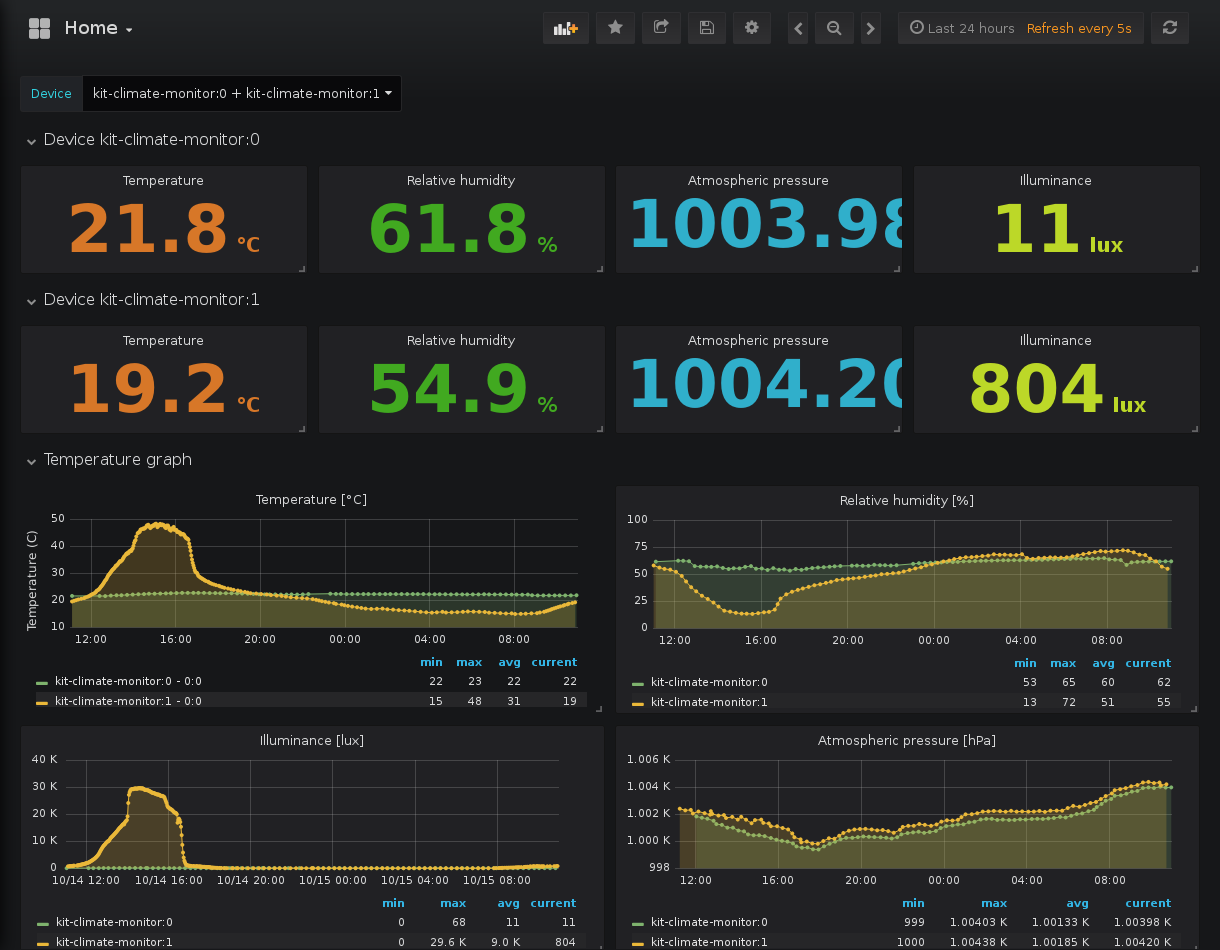 Home
Last 24 hours Refresh every 5s
Device kit-climate-monitor:0 + kit-climate-monitor:1
Device kit-climate-monitor:0
Temperature Relative humidity Atmospheric pressure Illuminance
21.8 °C 61.8 % 1003.98 11 lux
Device kit-climate-monitor:1
Temperature Relative humidity Atmospheric pressure Illuminance
19.2 °C 54.9 % 1004.20 804 lux
Temperature graph
Temperature [°C]
Temperature (C)
50
40
30
20
10
12:00 16:00 20:00 00:00 04:00 08:00
min max avg current
kit-climate-monitor:0 - 0:0 22 23 22 22
kit-climate-monitor:1 - 0:0 15 48 31 19
Relative humidity [%]
100
75
50
25
0
12:00 16:00 20:00 00:00 04:00 08:00
min max avg current
kit-climate-monitor:0 53 65 60 62
kit-climate-monitor:1 13 72 51 55
Illuminance [lux]
40 K
30 K
20 K
10 K
0
10/14 12:00 10/14 16:00 10/14 20:00 10/15 00:00 10/15 04:00 10/15 08:00
min max avg current
kit-climate-monitor:0 0 68 11 11
kit-climate-monitor:1 0 29.6 K 9.0 K 804
Atmospheric pressure [hPa]
1.006 K
1.004 K
1.002 K
1.000 K
998
12:00 16:00 20:00 00:00 04:00 08:00
min max avg current
kit-climate-monitor:0 999 1.00403 K 1.00133 K 1.00398 K
kit-climate-monitor:1 1000 1.00438 K 1.00185 K 1.00420 K